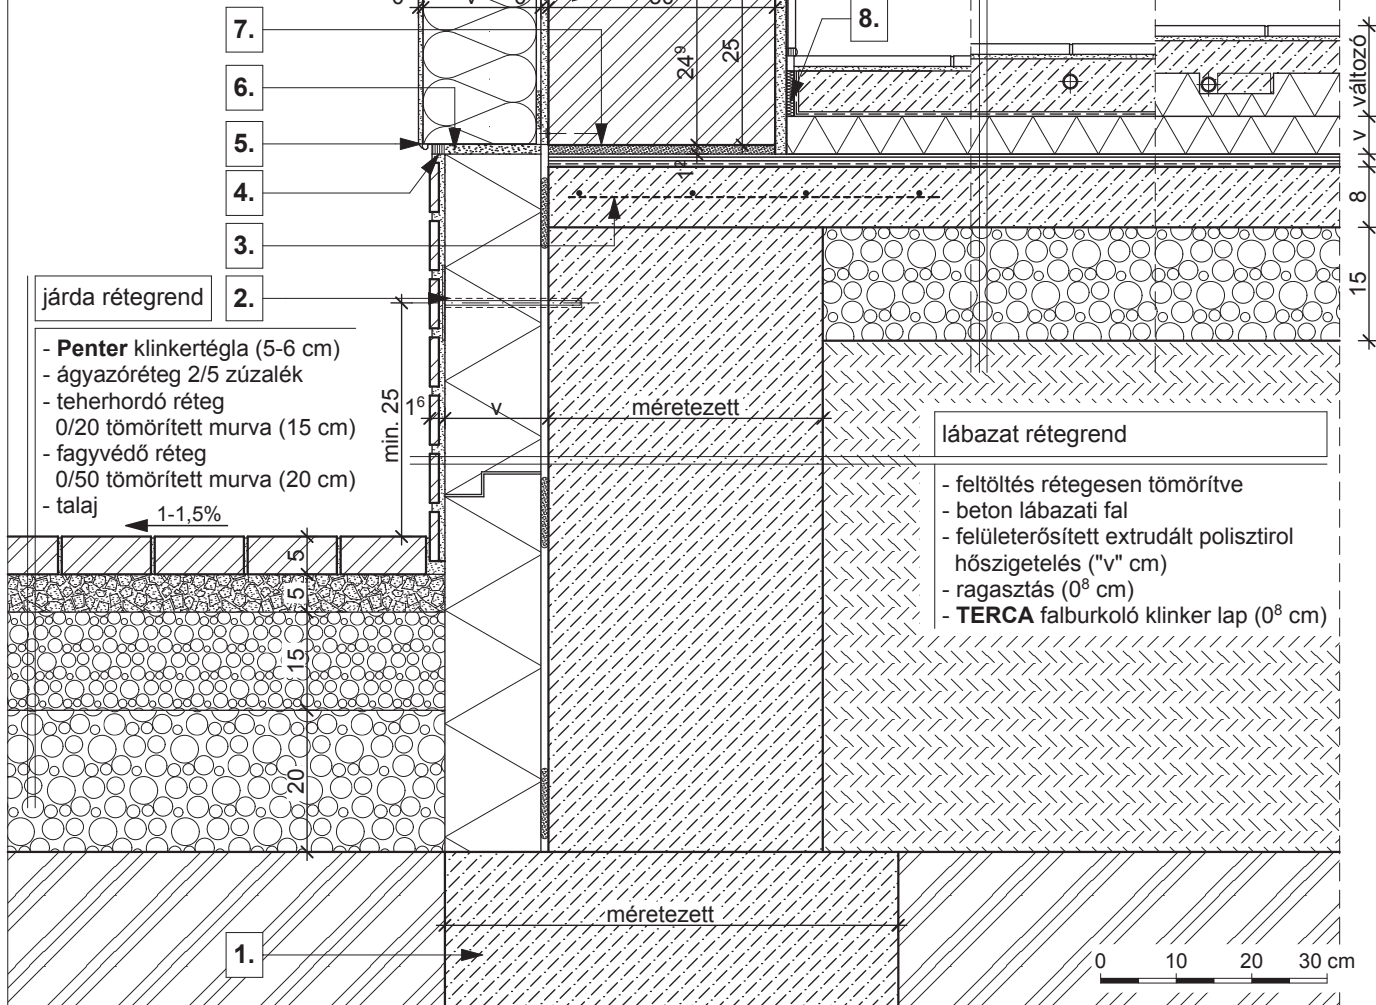 7.
8.
24⁹
25
változó
6.
5.
v
4.
1²
8
3.
járda rétegrend
2.
15
- Penter klinkertégla (5-6 cm)
- ágyazóréteg 2/5 zúzalék
- teherhordó réteg
0/20 tömörített murva (15 cm)
- fagyvédő réteg
0/50 tömörített murva (20 cm)
- talaj
min. 25
1⁶
v
méretezett
lábazat rétegrend
- feltöltés rétegesen tömörítve
- beton lábazati fal
- felületerősített extrudált polisztirol
hőszigetelés ("v" cm)
- ragasztás (0⁸ cm)
- TERCA falburkoló klinker lap (0⁸ cm)
1-1,5%
5
5
15
20
méretezett
1.
0 10 20 30 cm